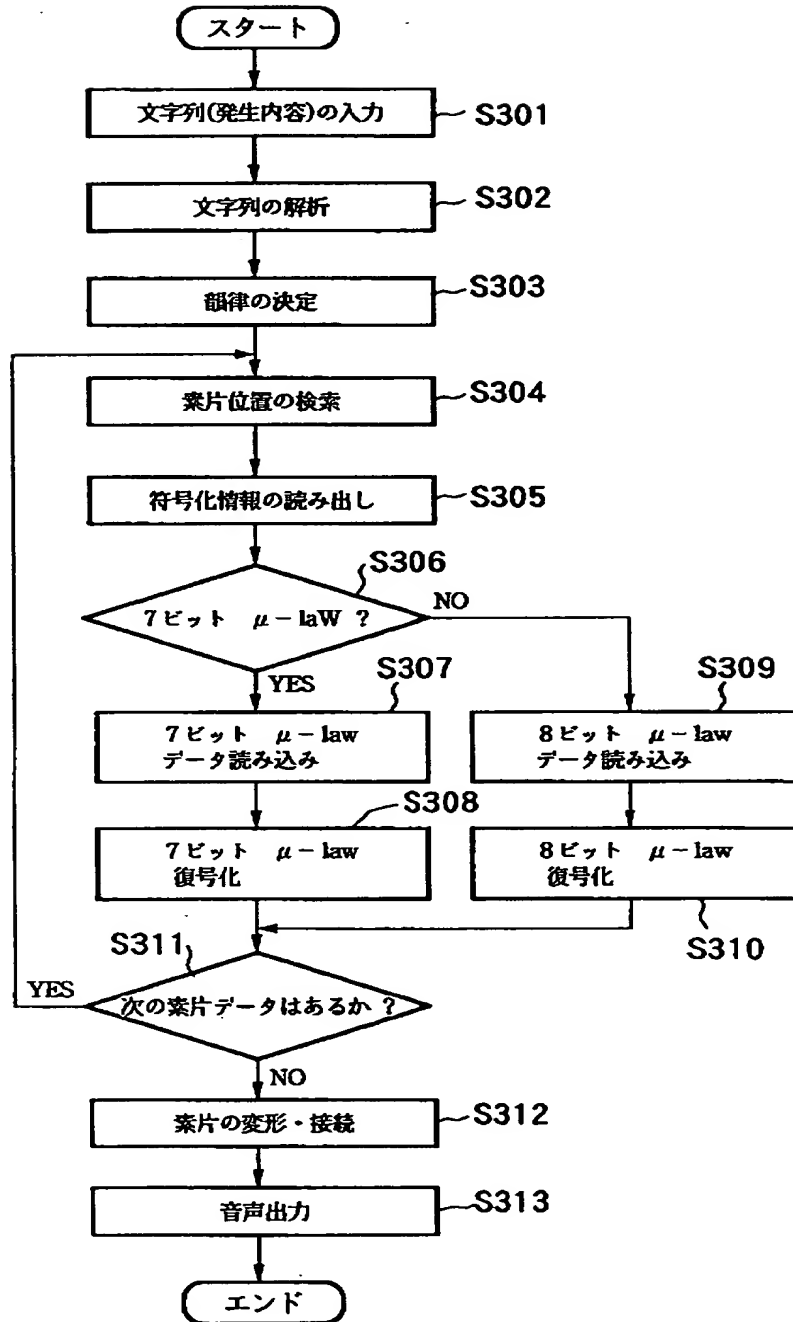 スタート
文字列(発生内容)の入力
S301
文字列の解析
S302
韻律の決定
S303
素片位置の検索
S304
符号化情報の読み出し
S305
S306
7ビット μ-laW ?
NO
YES
S307
7ビット μ-law
データ読み込み
S309
8ビット μ-law
データ読み込み
S308
7ビット μ-law
復号化
8ビット μ-law
復号化
S310
S311
YES
次の素片データはあるか ?
NO
素片の変形・接続
S312
音声出力
S313
エンド